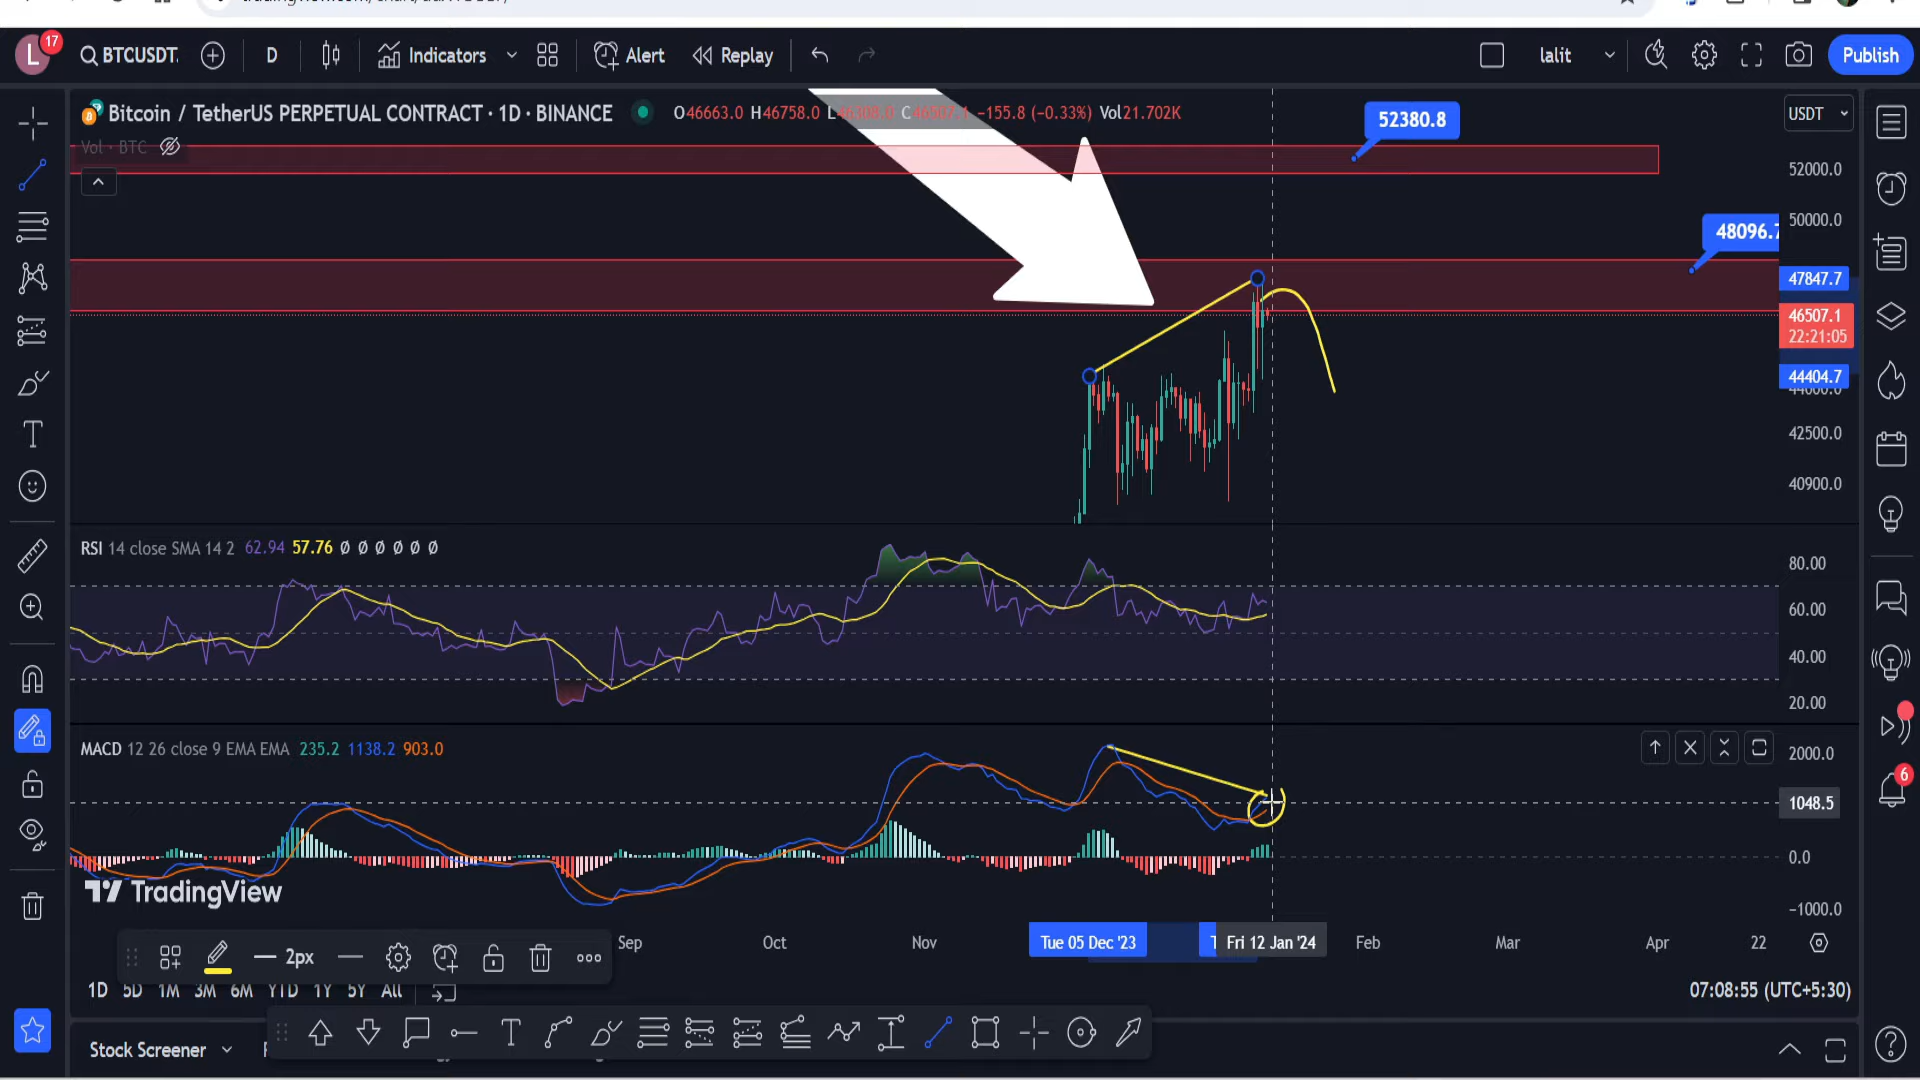 L 17 BTCUSDT. D Indicators Alert Replay lalit Publish
Bitcoin / TetherUS PERPETUAL CONTRACT · 1D · BINANCE O46663.0 H46758.0 −155.8 (−0.33%) Vol21.702K
Vol · BTC
52380.8
USDT
52000.0
50000.0
48096.7
47847.7
46507.1
22:21:05
44404.7
42500.0
40900.0
RSI 14 close SMA 14 2 62.94 57.76 Ø Ø Ø Ø Ø Ø
80.00
60.00
40.00
20.00
MACD 12 26 close 9 EMA EMA 235.2 1138.2 903.0
2000.0
1048.5
0.0
−1000.0
TradingView
Sep Oct Nov Tue 05 Dec '23 Fri 12 Jan '24 Feb Mar Apr 22
2px
1D 5D 1M 3M 6M YTD 1Y 5Y All
07:08:55 (UTC+5:30)
Stock Screener
6